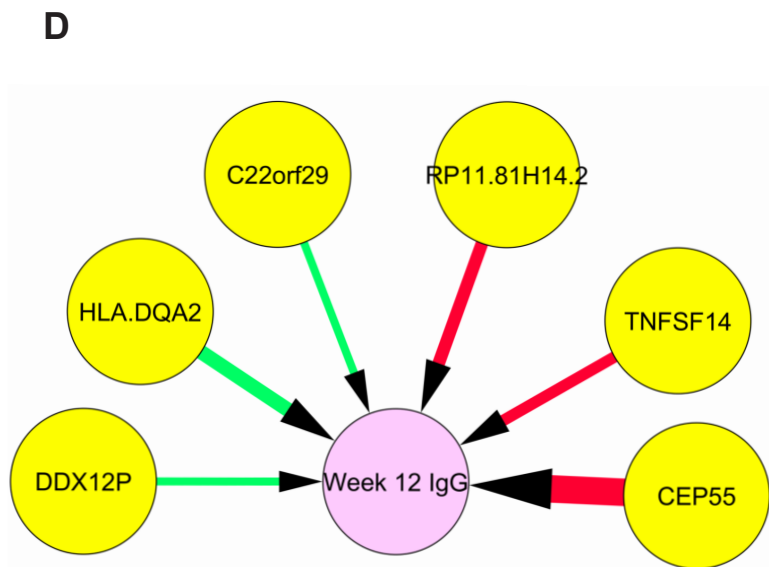 D
C22orf29
RP11.81H14.2
HLA.DQA2
TNFSF14
DDX12P
Week 12 IgG
CEP55